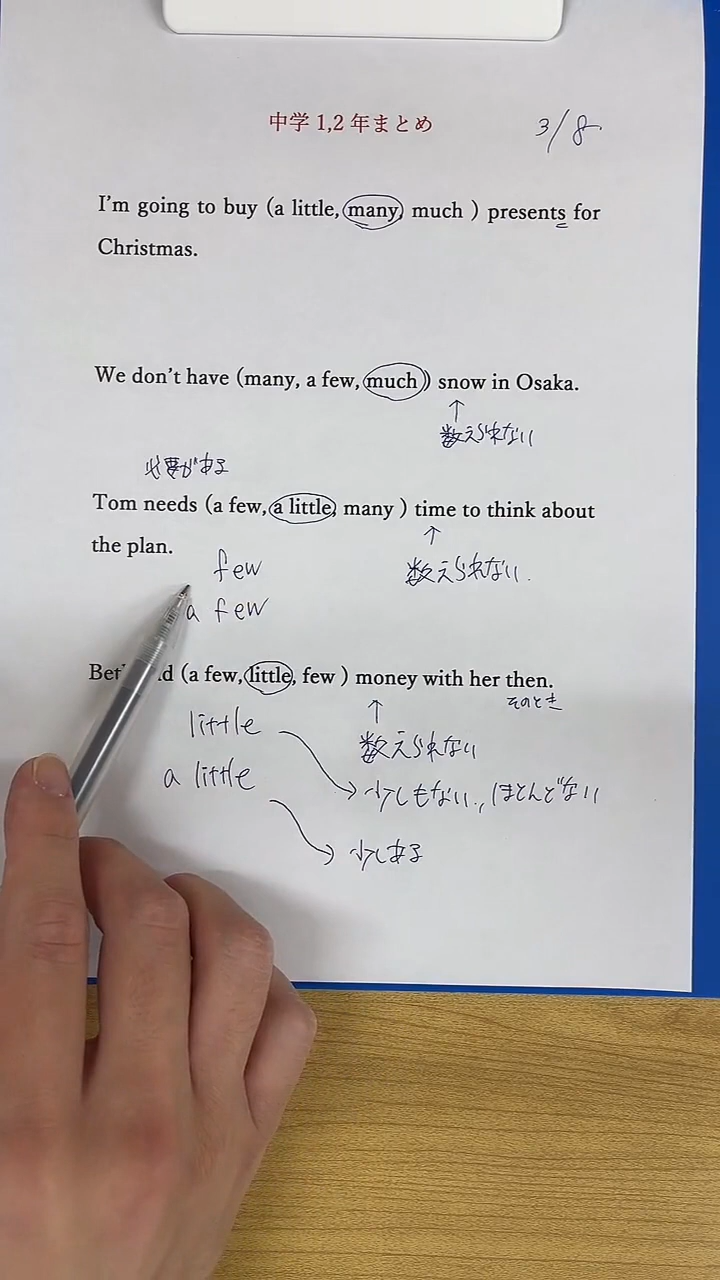 中学 1,2 年まとめ 3/8
I'm going to buy (a little, many, much ) presents for
Christmas.
We don't have (many, a few, much ) snow in Osaka.
↑
数えられない
必要がある
Tom needs (a few, a little, many ) time to think about
↑
the plan.
few 数えられない.
a few
(a few, little, few ) money with her then.
↑ そのとき
little 数えられない
a little
少しもない, ほとんどない
少しある